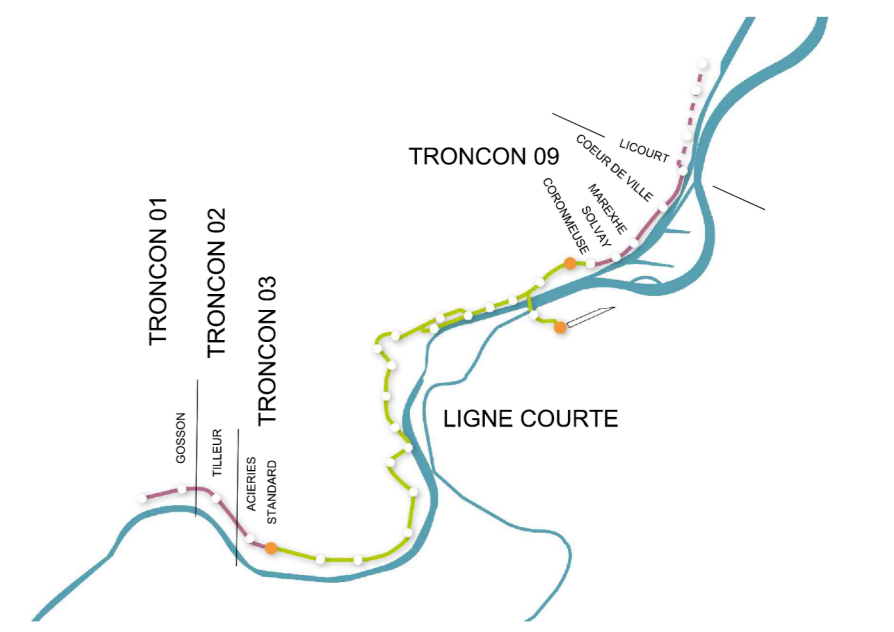 TRONCON 01
TRONCON 02
TRONCON 03
GOSSON
TILLEUR
ACIERIES
STANDARD
TRONCON 09
CORONMEUSE
SOLVAY
MAREXHE
COEUR DE VILLE
LICOURT
LIGNE COURTE